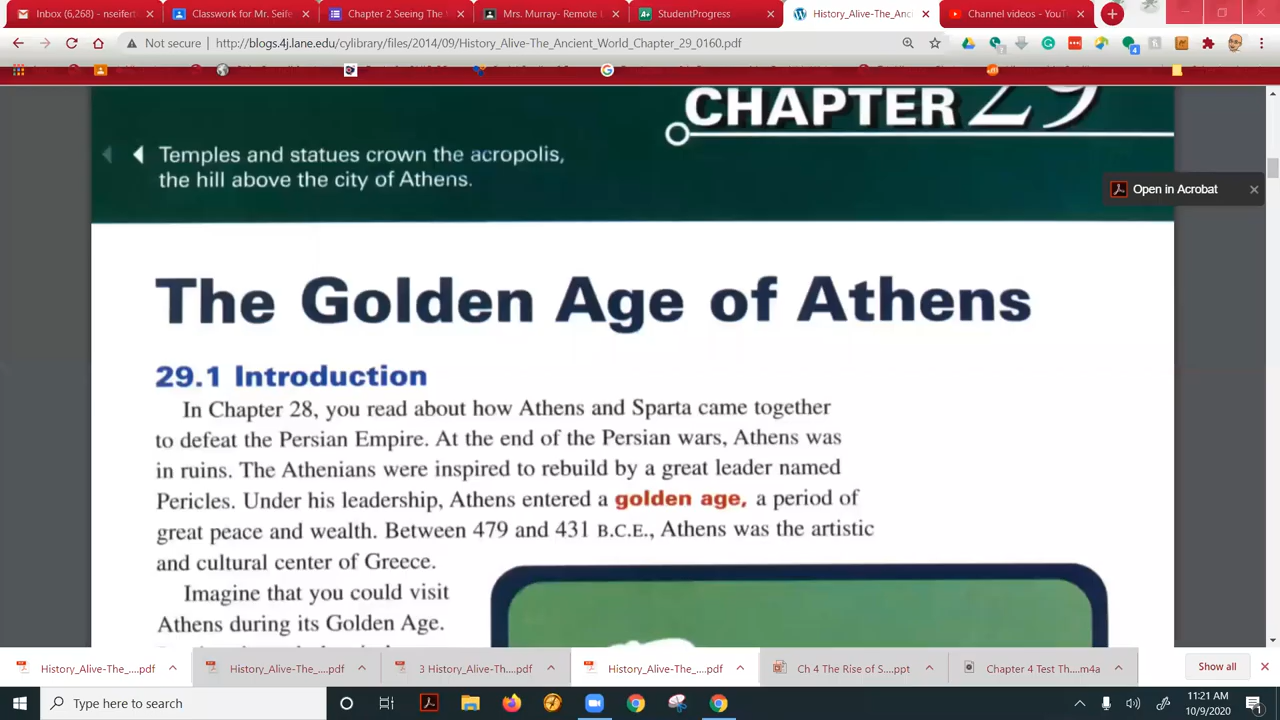 Inbox (6,268) - nseifert
Classwork for Mr. Seife
Chapter 2 Seeing The
Mrs. Murray- Remote L
StudentProgress
History_Alive-The_Anc
Channel videos - YouT
Not secure | http://blogs.4j.lane.edu/cylibrary/files/2014/09/History_Alive-The_Ancient_World_Chapter_29_0160.pdf
CHAPTER 29
Temples and statues crown the acropolis,
the hill above the city of Athens.
Open in Acrobat
The Golden Age of Athens
29.1 Introduction
In Chapter 28, you read about how Athens and Sparta came together
to defeat the Persian Empire. At the end of the Persian wars, Athens was
in ruins. The Athenians were inspired to rebuild by a great leader named
Pericles. Under his leadership, Athens entered a golden age, a period of
great peace and wealth. Between 479 and 431 B.C.E., Athens was the artistic
and cultural center of Greece.
Imagine that you could visit
Athens during its Golden Age.
History_Alive-The_....pdf
History_Alive-The_....pdf
3 History_Alive-Th....pdf
History_Alive-The_....pdf
Ch 4 The Rise of S....ppt
Chapter 4 Test Th....m4a
Show all
Type here to search
11:21 AM
10/9/2020